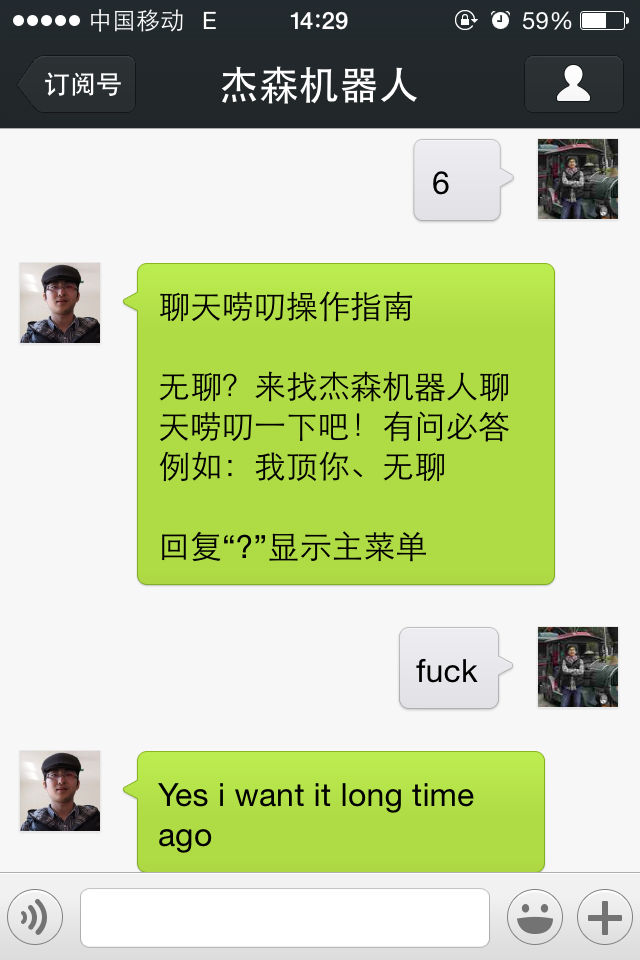 中国移动 E 14:29 59%
订阅号 杰森机器人
6
聊天唠叨操作指南
无聊？来找杰森机器人聊
天唠叨一下吧！有问必答
例如：我顶你、无聊
回复“?”显示主菜单
fuck
Yes i want it long time
ago